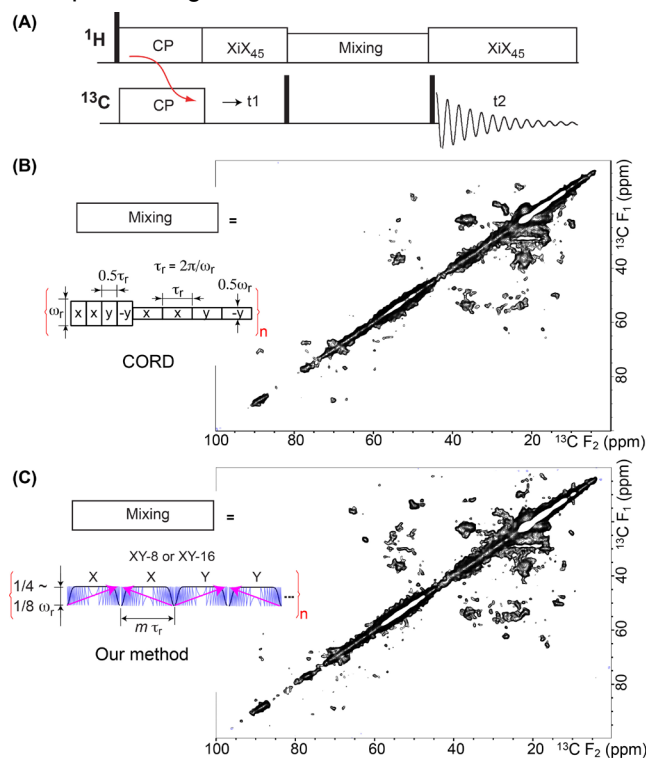 (A)
¹H
CP
XiX₄₅
Mixing
XiX₄₅
¹³C
CP
→ t1
t2
(B)
Mixing
=
τᵣ = 2π/ωᵣ
0.5τᵣ
τᵣ
0.5ωᵣ
ωᵣ
x x y -y x x y -y
n
CORD
¹³C F₁ (ppm)
40
60
80
100 80 60 40 20
¹³C F₂ (ppm)
(C)
Mixing
=
XY-8 or XY-16
X X Y Y
1/4 ~
1/8 ωᵣ
...
n
m τᵣ
Our method
¹³C F₁ (ppm)
40
60
80
100 80 60 40 20
¹³C F₂ (ppm)